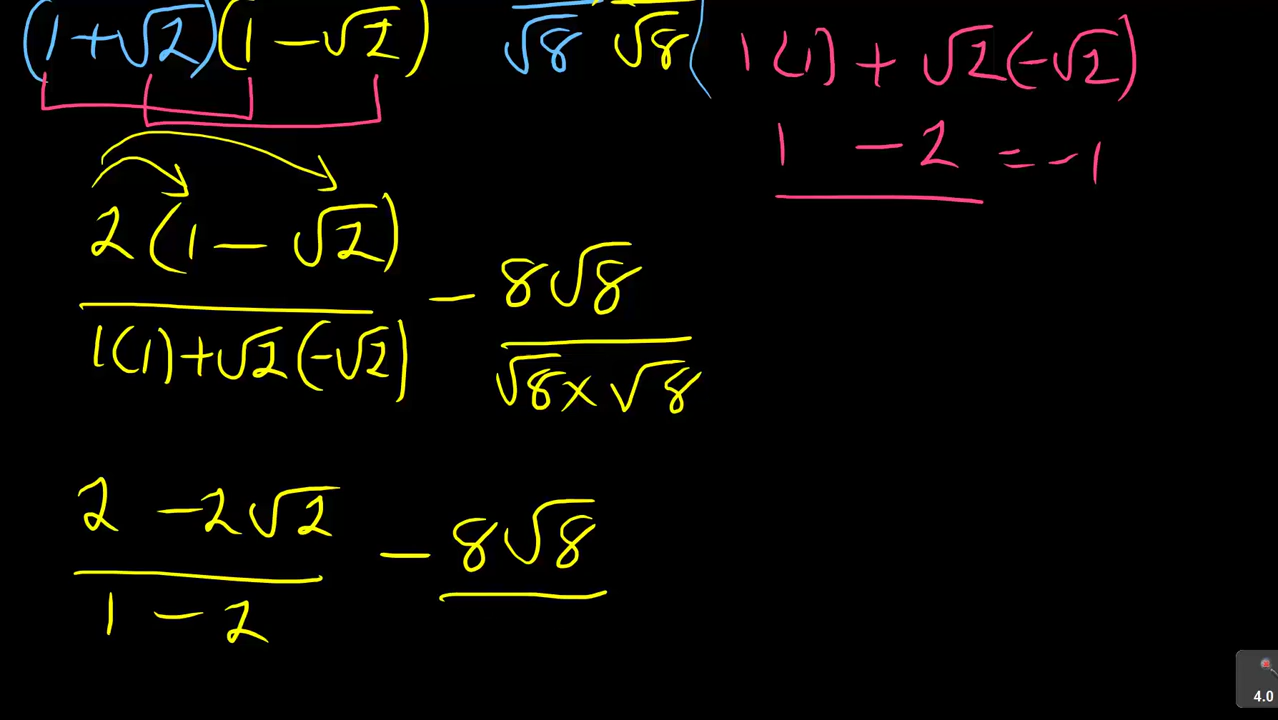 (1+√2)(1-√2) √8 √8 (
1(1) + √2(-√2)
1 - 2 = -1
2(1-√2) - 8√8
1(1)+√2(-√2) √8×√8
2 -2√2 - 8√8
1 - 2
4.0